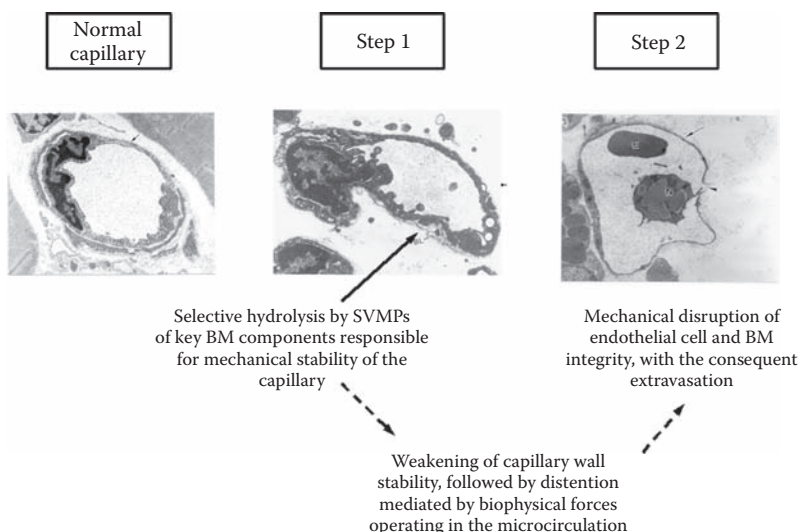 Normal
capillary
Step 1
Step 2
E
Selective hydrolysis by SVMPs
of key BM components responsible
for mechanical stability of the
capillary
Mechanical disruption of
endothelial cell and BM
integrity, with the consequent
extravasation
Weakening of capillary wall
stability, followed by distention
mediated by biophysical forces
operating in the microcirculation